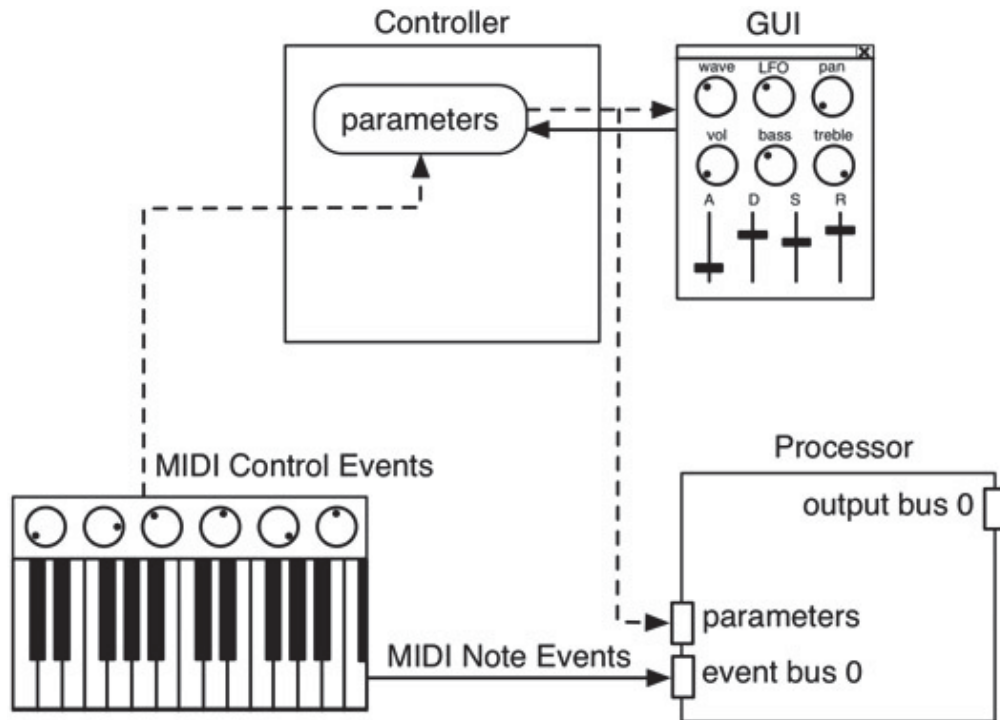 Controller
GUI
wave LFO pan
parameters
vol bass treble
A D S R
MIDI Control Events
Processor
output bus 0
parameters
MIDI Note Events
event bus 0